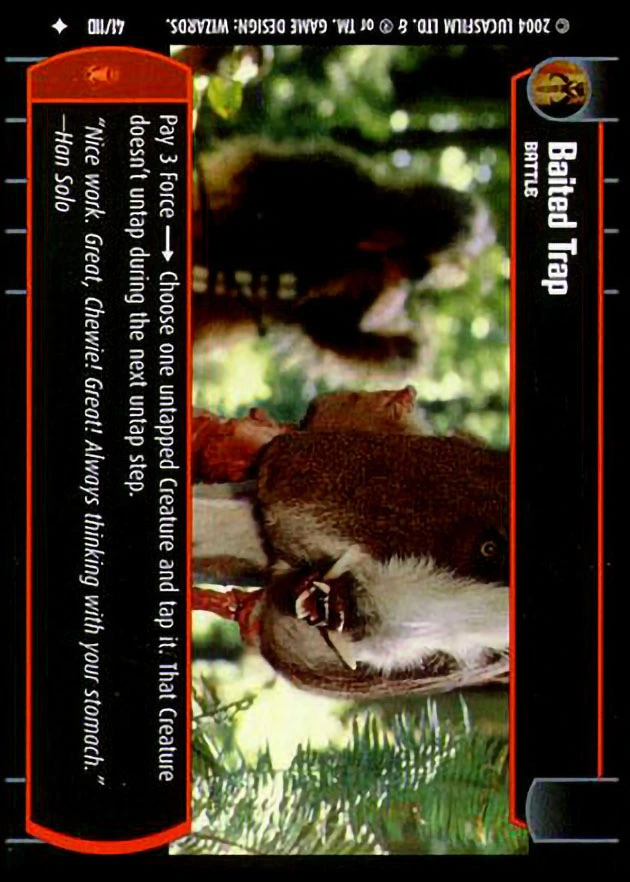 Baited Trap
BATTLE
Pay 3 Force → Choose one untapped Creature and tap it. That Creature
doesn't untap during the next untap step.
"Nice work. Great, Chewie! Great! Always thinking with your stomach."
—Han Solo
© 2004 LUCASFILM LTD. & ® or TM. GAME DESIGN: WIZARDS.
41/110